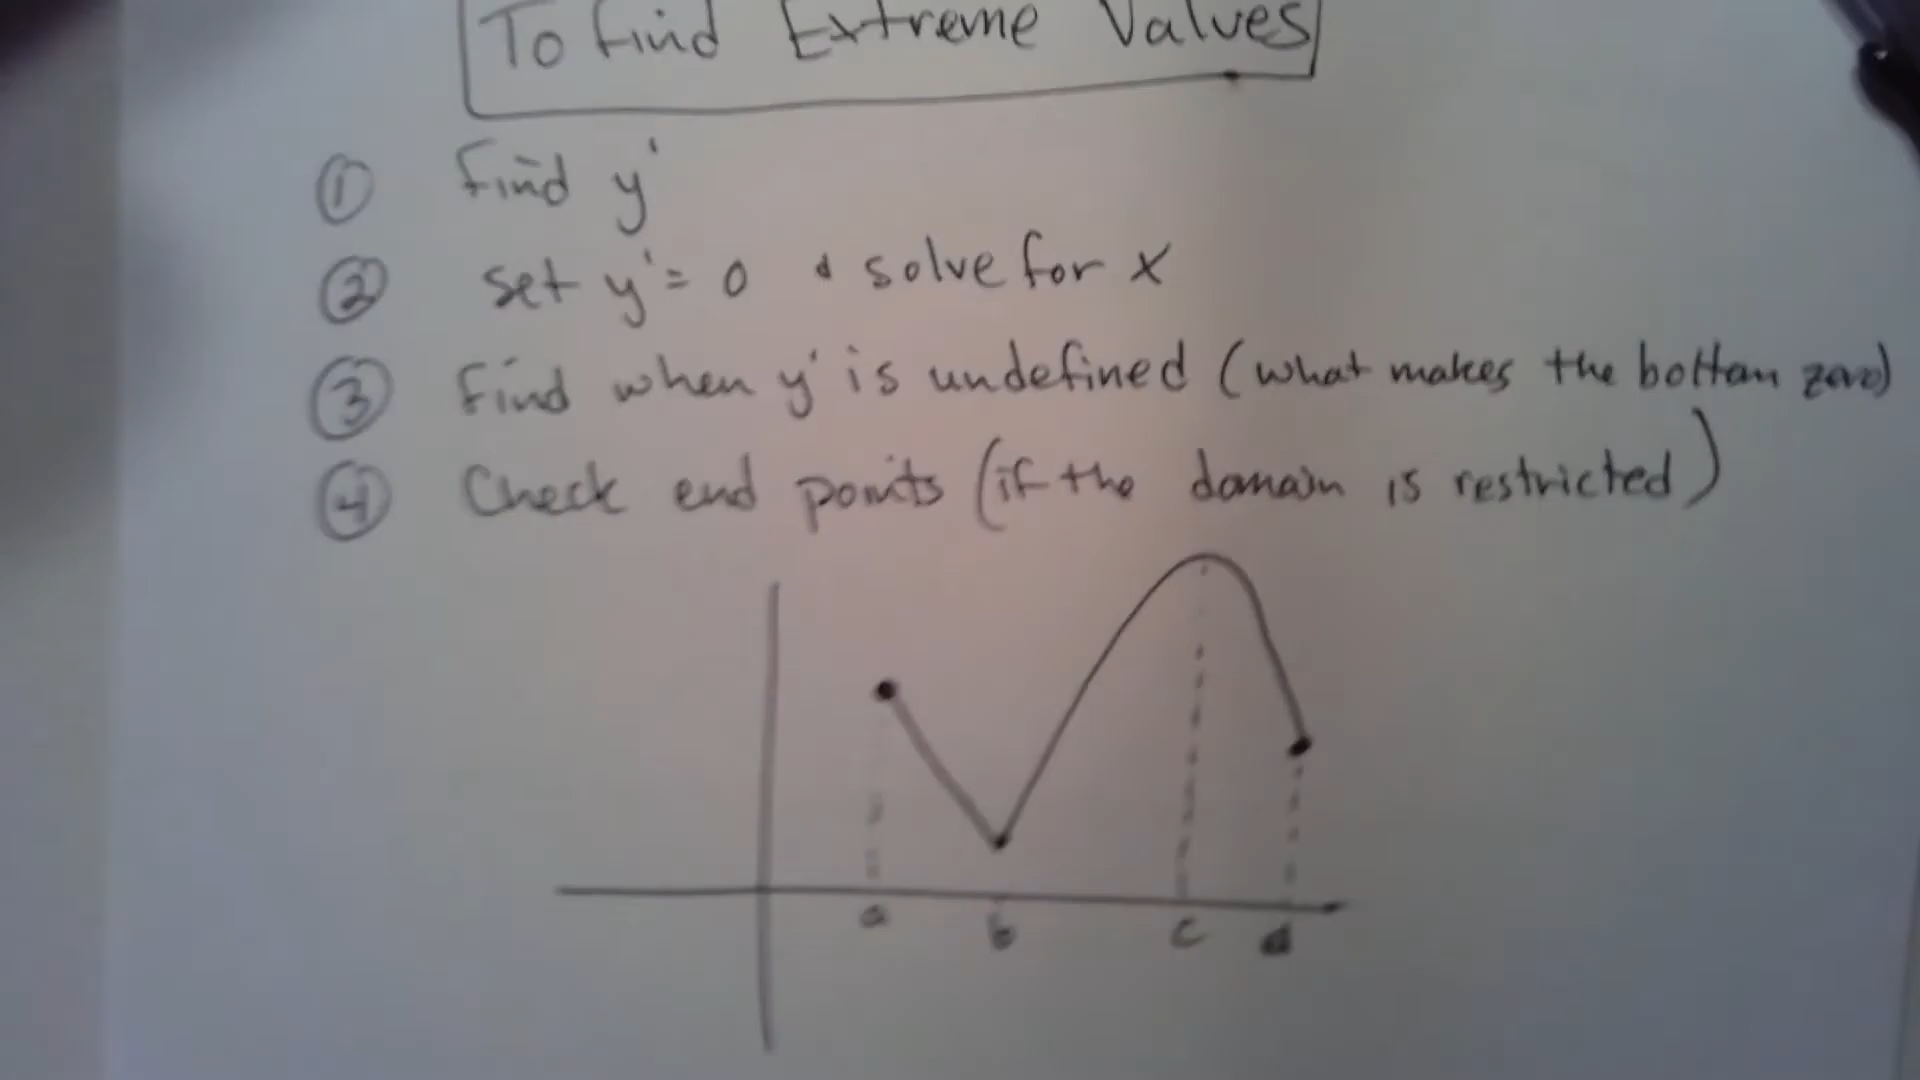 To Find Extreme Values
① Find y'
② set y' = 0 & solve for x
③ Find when y' is undefined (what makes the bottom zero)
④ Check end points (if the domain is restricted)
a b c d